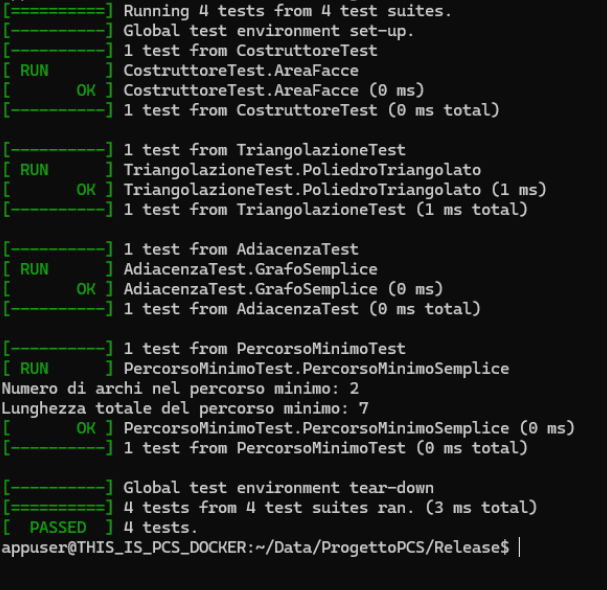 [==========] Running 4 tests from 4 test suites.
[----------] Global test environment set-up.
[----------] 1 test from CostruttoreTest
[ RUN      ] CostruttoreTest.AreaFacce
[       OK ] CostruttoreTest.AreaFacce (0 ms)
[----------] 1 test from CostruttoreTest (0 ms total)

[----------] 1 test from TriangolazioneTest
[ RUN      ] TriangolazioneTest.PoliedroTriangolato
[       OK ] TriangolazioneTest.PoliedroTriangolato (1 ms)
[----------] 1 test from TriangolazioneTest (1 ms total)

[----------] 1 test from AdiacenzaTest
[ RUN      ] AdiacenzaTest.GrafoSemplice
[       OK ] AdiacenzaTest.GrafoSemplice (0 ms)
[----------] 1 test from AdiacenzaTest (0 ms total)

[----------] 1 test from PercorsoMinimoTest
[ RUN      ] PercorsoMinimoTest.PercorsoMinimoSemplice
Numero di archi nel percorso minimo: 2
Lunghezza totale del percorso minimo: 7
[       OK ] PercorsoMinimoTest.PercorsoMinimoSemplice (0 ms)
[----------] 1 test from PercorsoMinimoTest (0 ms total)

[----------] Global test environment tear-down
[==========] 4 tests from 4 test suites ran. (3 ms total)
[  PASSED  ] 4 tests.
appuser@THIS_IS_PCS_DOCKER:~/Data/ProgettoPCS/Release$